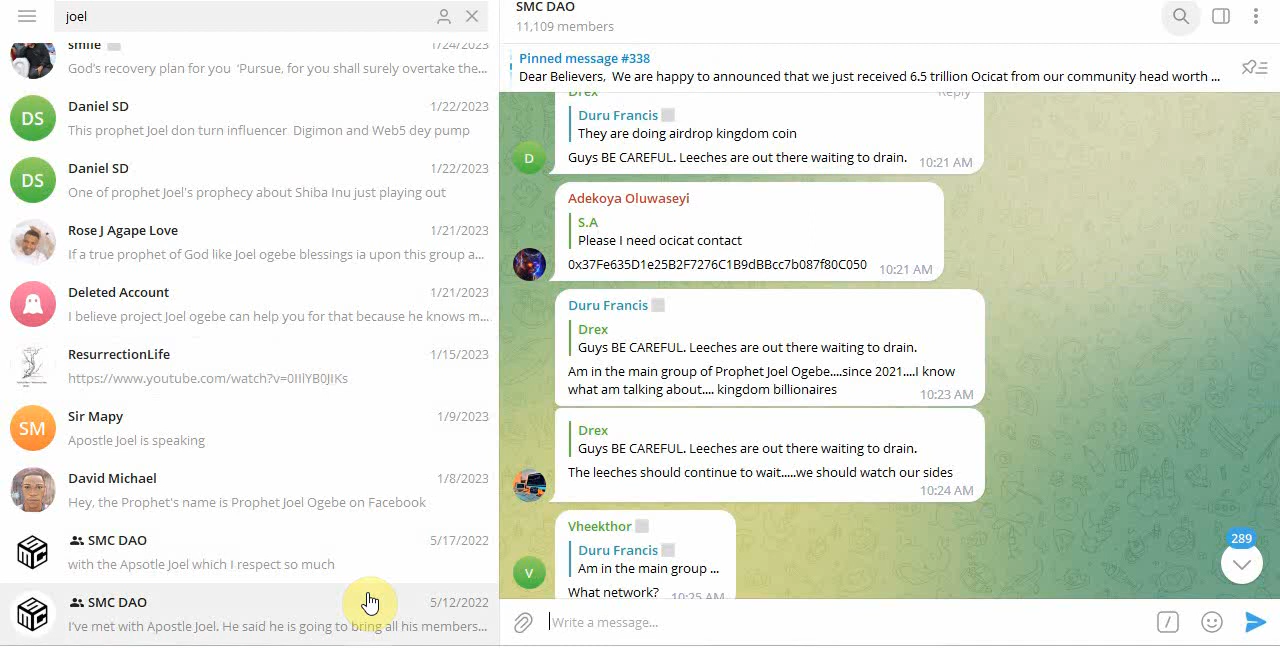 joel
smile
1/24/2023
God's recovery plan for you 'Pursue, for you shall surely overtake the...
DS
Daniel SD
1/22/2023
This prophet Joel don turn influencer Digimon and Web5 dey pump
DS
Daniel SD
1/22/2023
One of prophet Joel's prophecy about Shiba Inu just playing out
Rose J Agape Love
1/21/2023
If a true prophet of God like Joel ogebe blessings ia upon this group a...
Deleted Account
1/21/2023
I believe project Joel ogebe can help you for that because he knows m...
ResurrectionLife
1/15/2023
https://www.youtube.com/watch?v=0IIlYB0JIKs
SM
Sir Mapy
1/9/2023
Apostle Joel is speaking
David Michael
1/8/2023
Hey, the Prophet's name is Prophet Joel Ogebe on Facebook
SMC DAO
5/17/2022
with the Apsotle Joel which I respect so much
SMC DAO
5/12/2022
I've met with Apostle Joel. He said he is going to bring all his members...
SMC DAO
11,109 members
Pinned message #338
Dear Believers, We are happy to announced that we just received 6.5 trillion Ocicat from our community head worth ...
Drex
Reply
Duru Francis
They are doing airdrop kingdom coin
Guys BE CAREFUL. Leeches are out there waiting to drain.
10:21 AM
D
Adekoya Oluwaseyi
S.A
Please I need ocicat contact
0x37Fe635D1e25B2F7276C1B9dBBcc7b087f80C050
10:21 AM
Duru Francis
Drex
Guys BE CAREFUL. Leeches are out there waiting to drain.
Am in the main group of Prophet Joel Ogebe....since 2021....I know
what am talking about.... kingdom billionaires
10:23 AM
Drex
Guys BE CAREFUL. Leeches are out there waiting to drain.
The leeches should continue to wait.....we should watch our sides
10:24 AM
Vheekthor
Duru Francis
Am in the main group ...
What network?
10:25 AM
V
289
Write a message...